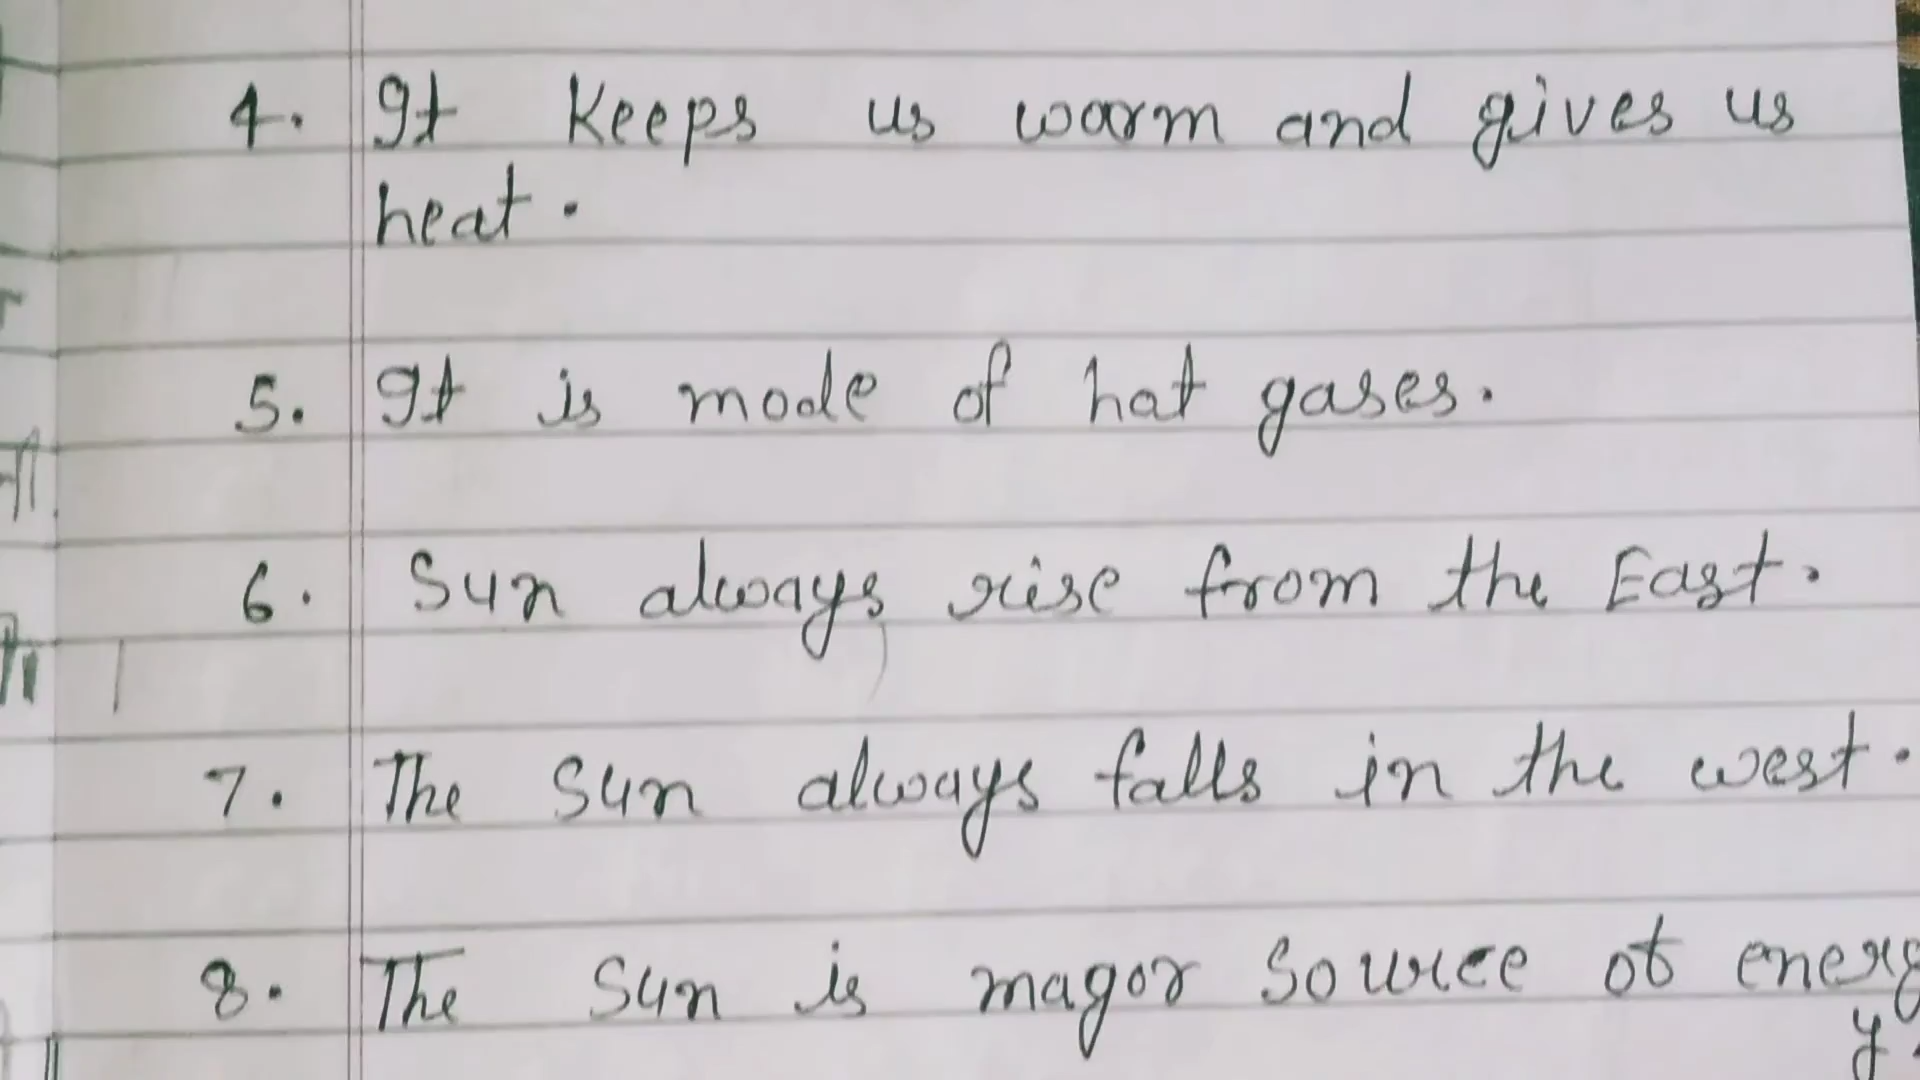 4. It keeps us warm and gives us
heat.
5. It is mode of hat gases.
6. Sun always rise from the East.
7. The Sun always falls in the west.
8. The Sun is magor source of energ
y.